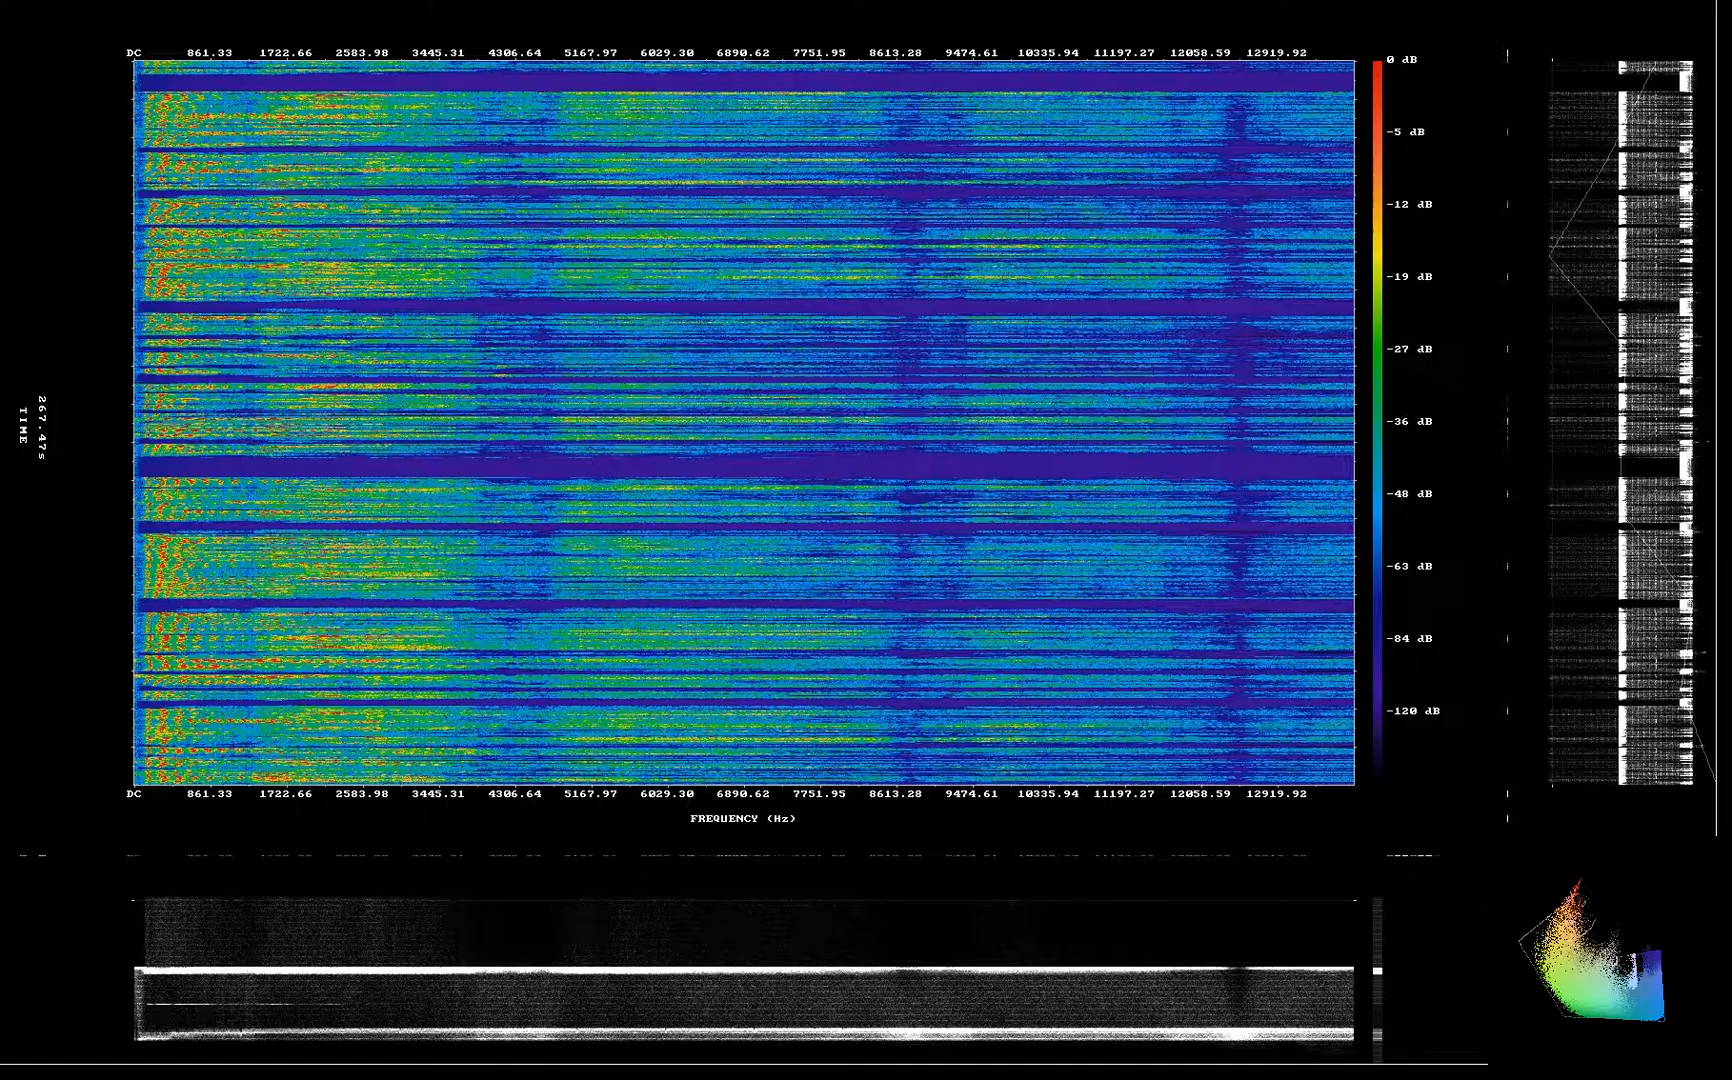 DC 861.33 1722.66 2583.98 3445.31 4306.64 5167.97 6029.30 6890.62 7751.95 8613.28 9474.61 10335.94 11197.27 12058.59 12919.92
0 dB
-5 dB
-12 dB
-19 dB
-27 dB
-36 dB
-48 dB
-63 dB
-84 dB
-120 dB
TIME
267.47s
DC 861.33 1722.66 2583.98 3445.31 4306.64 5167.97 6029.30 6890.62 7751.95 8613.28 9474.61 10335.94 11197.27 12058.59 12919.92
FREQUENCY (Hz)